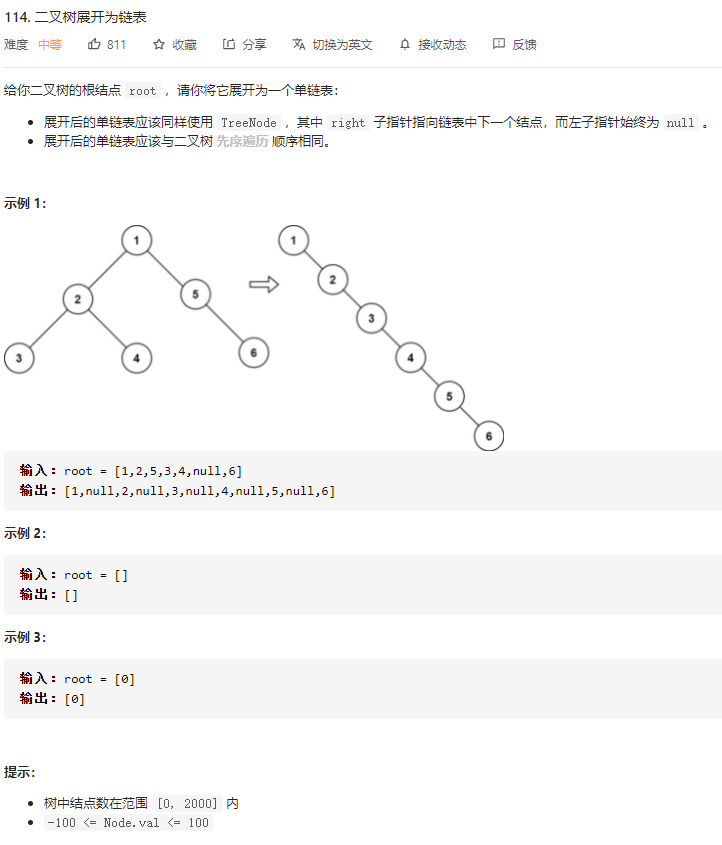 114. 二叉树展开为链表
难度 中等 811 收藏 分享 切换为英文 接收动态 反馈
给你二叉树的根结点 root ，请你将它展开为一个单链表：
展开后的单链表应该同样使用 TreeNode ，其中 right 子指针指向链表中下一个结点，而左子指针始终为 null 。
展开后的单链表应该与二叉树 先序遍历 顺序相同。
示例 1：
1
2
5
3
4
6
1
2
3
4
5
6
输入：root = [1,2,5,3,4,null,6]
输出：[1,null,2,null,3,null,4,null,5,null,6]
示例 2：
输入：root = []
输出：[]
示例 3：
输入：root = [0]
输出：[0]
提示：
树中结点数在范围 [0, 2000] 内
-100 <= Node.val <= 100